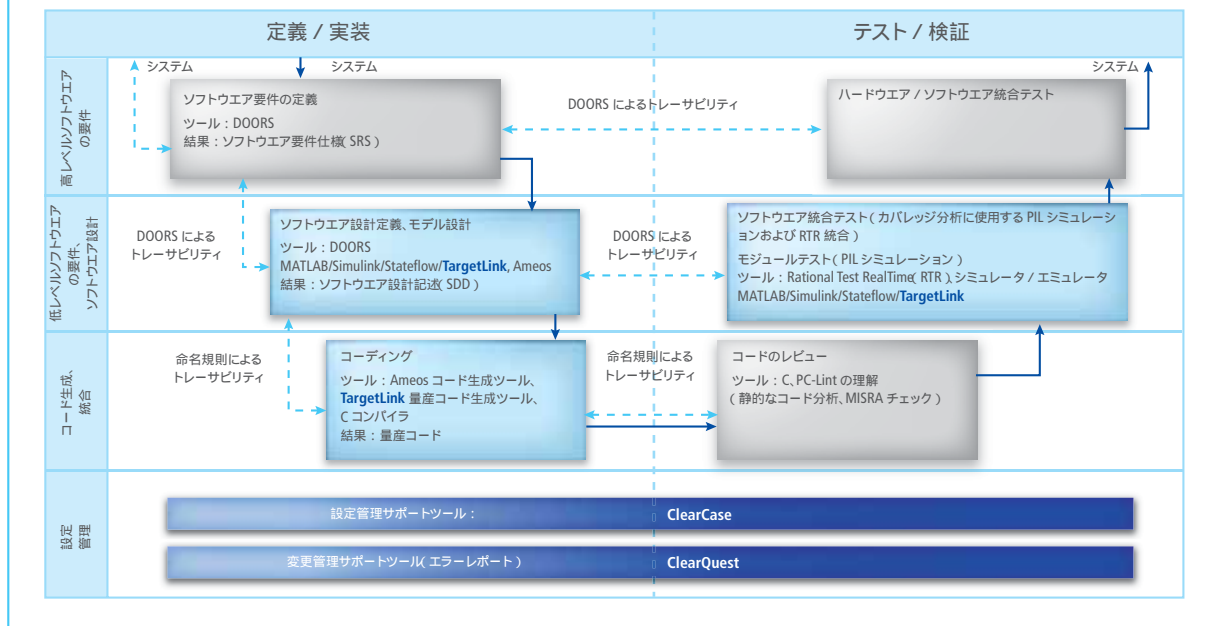 定義 / 実装
テスト / 検証
高レベルソフトウエア
の要件
システム
システム
システム
ソフトウエア要件の定義
ツール：DOORS
結果：ソフトウエア要件仕様（SRS）
DOORS によるトレーサビリティ
ハードウエア / ソフトウエア統合テスト
低レベルソフトウエア
の要件、
ソフトウエア設計
DOORS による
トレーサビリティ
ソフトウエア設計定義、モデル設計
ツール：DOORS
MATLAB/Simulink/Stateflow/TargetLink, Ameos
結果：ソフトウエア設計記述（SDD）
DOORS による
トレーサビリティ
ソフトウエア統合テスト（カバレッジ分析に使用する PIL シミュレーシ
ョンおよび RTR 統合）
モジュールテスト（PIL シミュレーション）
ツール：Rational Test RealTime（RTR）、シミュレータ / エミュレータ
MATLAB/Simulink/Stateflow/TargetLink
コード生成、
統合
命名規則による
トレーサビリティ
コーディング
ツール：Ameos コード生成ツール、
TargetLink 量産コード生成ツール、
C コンパイラ
結果：量産コード
命名規則による
トレーサビリティ
コードのレビュー
ツール：C、PC-Lint の理解
（静的なコード分析、MISRA チェック）
設定
管理
設定管理サポートツール：
ClearCase
変更管理サポートツール（エラーレポート）
ClearQuest